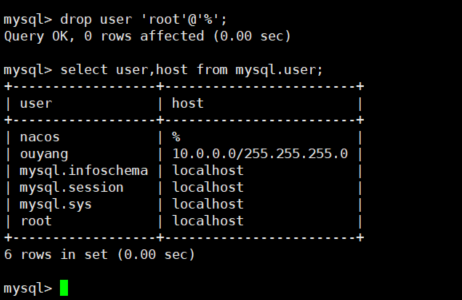 mysql> drop user 'root'@'%';
Query OK, 0 rows affected (0.00 sec)
mysql> select user,host from mysql.user;
+------------------+------------------------+
| user             | host                   |
+------------------+------------------------+
| nacos            | %                      |
| ouyang           | 10.0.0.0/255.255.255.0 |
| mysql.infoschema | localhost              |
| mysql.session    | localhost              |
| mysql.sys        | localhost              |
| root             | localhost              |
+------------------+------------------------+
6 rows in set (0.00 sec)
mysql>